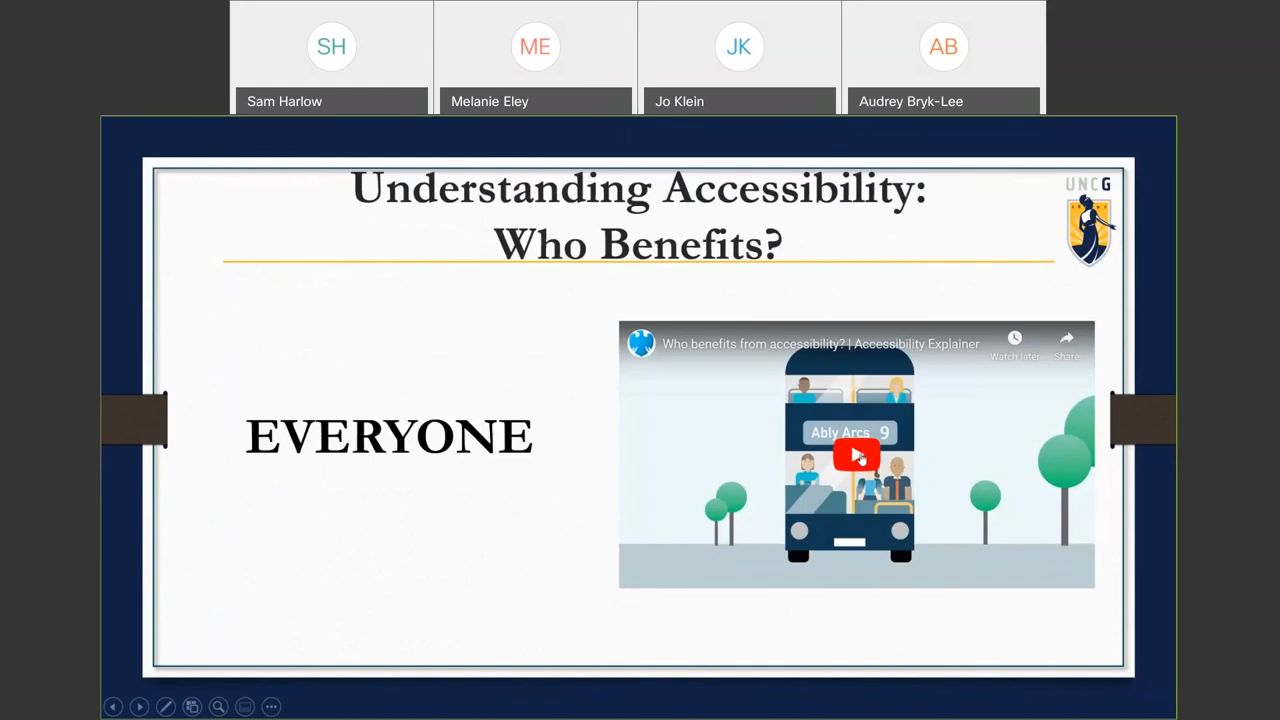 SH
ME
JK
AB
Sam Harlow
Melanie Eley
Jo Klein
Audrey Bryk-Lee
Understanding Accessibility:
Who Benefits?
UNCG
EVERYONE
Who benefits from accessibility? | Accessibility Explainer
Watch later
Share
Ably Arcs 9